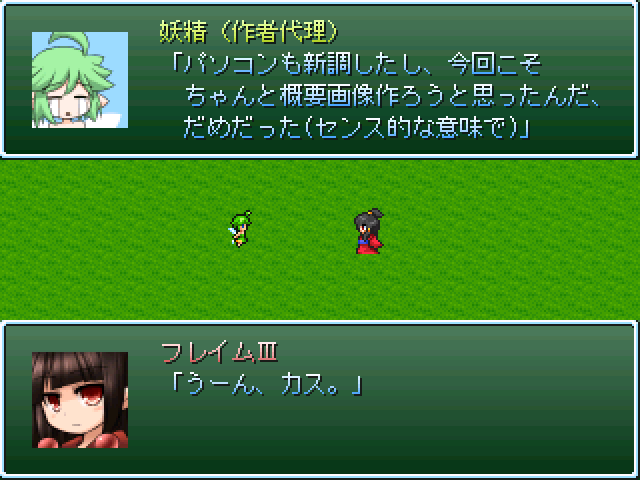 妖精（作者代理）
「パソコンも新調したし、今回こそ
ちゃんと概要画像作ろうと思ったんだ、
だめだった(センス的な意味で)」
フレイムⅢ
「うーん、カス。」